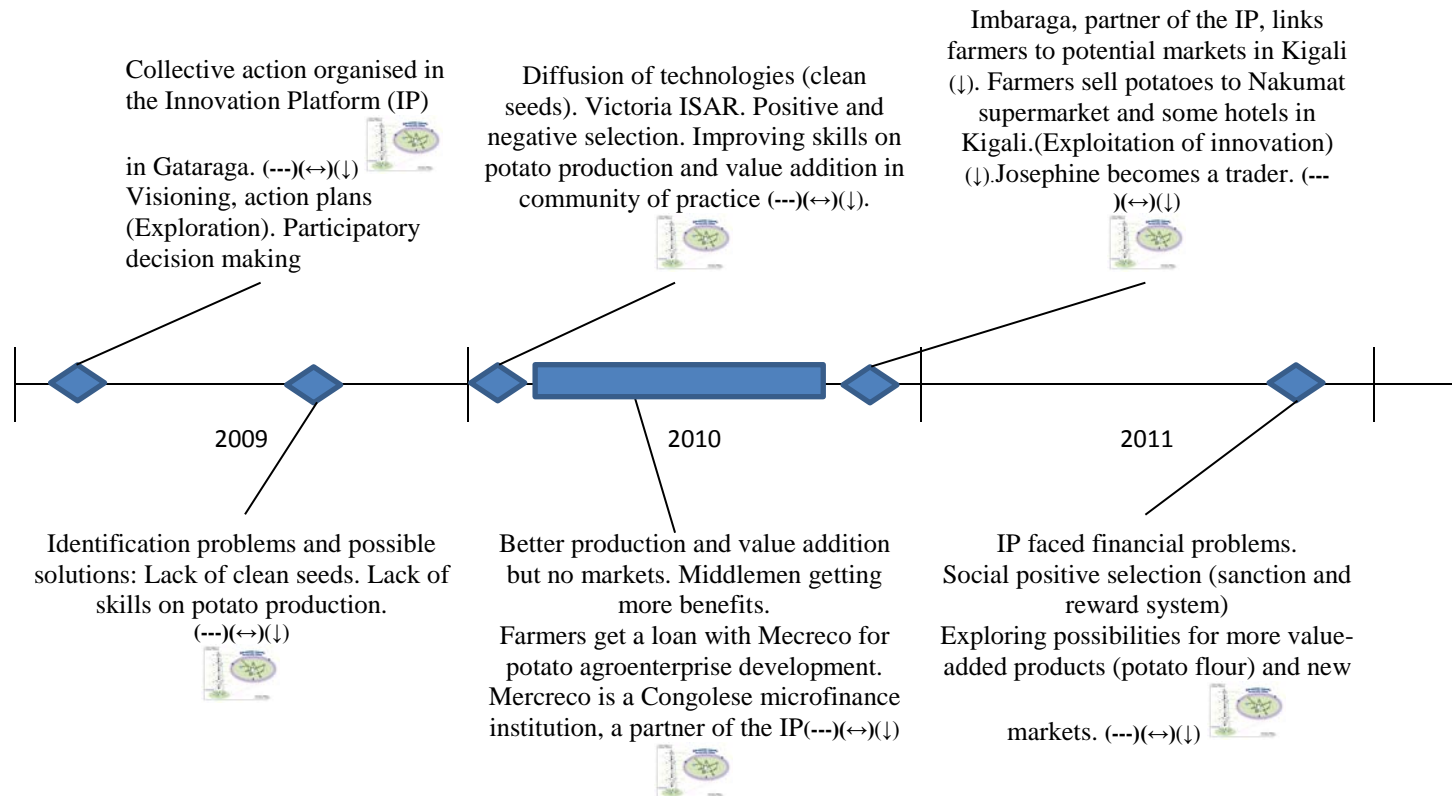 Collective action organised in
the Innovation Platform (IP)
in Gataraga. (---)(↔)(↓)
Visioning, action plans
(Exploration). Participatory
decision making
Diffusion of technologies (clean
seeds). Victoria ISAR. Positive and
negative selection. Improving skills on
potato production and value addition in
community of practice (---)(↔)(↓).
Imbaraga, partner of the IP, links
farmers to potential markets in Kigali
(↓). Farmers sell potatoes to Nakumat
supermarket and some hotels in
Kigali.(Exploitation of innovation)
(↓).Josephine becomes a trader. (---
)(↔)(↓)
2009
2010
2011
Identification problems and possible
solutions: Lack of clean seeds. Lack of
skills on potato production.
(---)(↔)(↓)
Better production and value addition
but no markets. Middlemen getting
more benefits.
Farmers get a loan with Mecreco for
potato agroenterprise development.
Mercreco is a Congolese microfinance
institution, a partner of the IP(---)(↔)(↓)
IP faced financial problems.
Social positive selection (sanction and
reward system)
Exploring possibilities for more value-
added products (potato flour) and new
markets. (---)(↔)(↓)